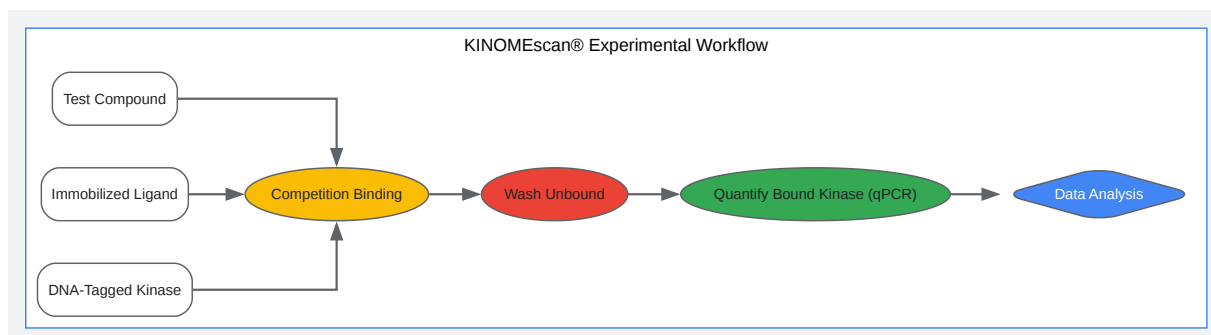 KINOMEscan® Experimental Workflow
Test Compound
Immobilized Ligand
DNA-Tagged Kinase
Competition Binding
Wash Unbound
Quantify Bound Kinase (qPCR)
Data Analysis